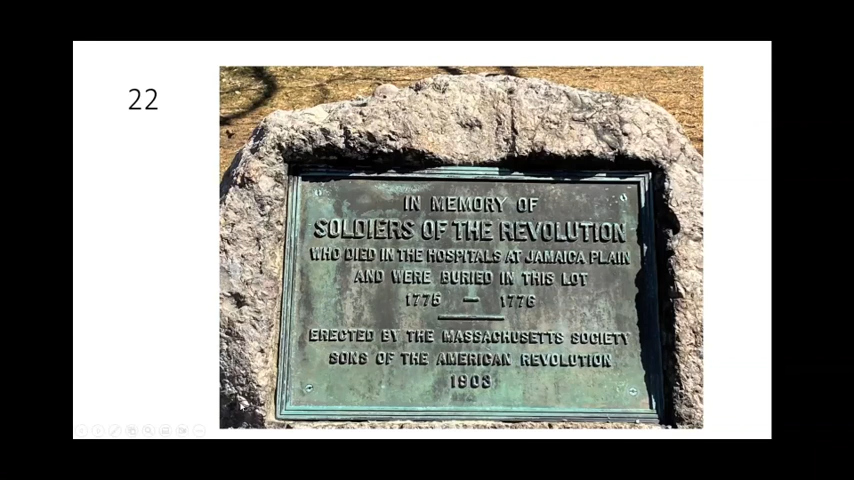 22
IN MEMORY OF
SOLDIERS OF THE REVOLUTION
WHO DIED IN THE HOSPITALS AT JAMAICA PLAIN
AND WERE BURIED IN THIS LOT
1775 — 1776
ERECTED BY THE MASSACHUSETTS SOCIETY
SONS OF THE AMERICAN REVOLUTION
1903